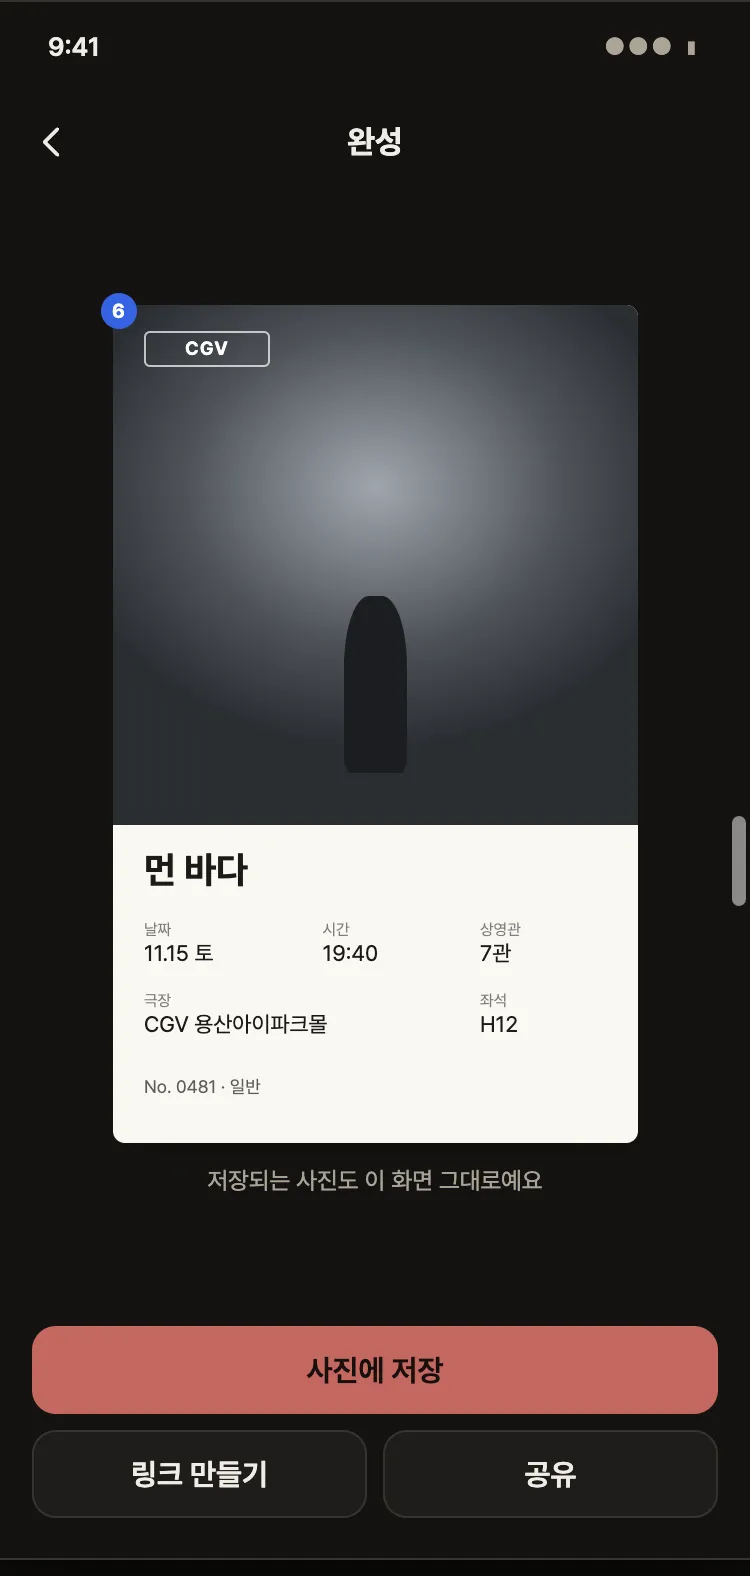 9:41
완성
6
CGV
먼 바다
날짜 시간 상영관
11.15 토 19:40 7관
극장 좌석
CGV 용산아이파크몰 H12
No. 0481 · 일반
저장되는 사진도 이 화면 그대로예요
사진에 저장
링크 만들기 공유